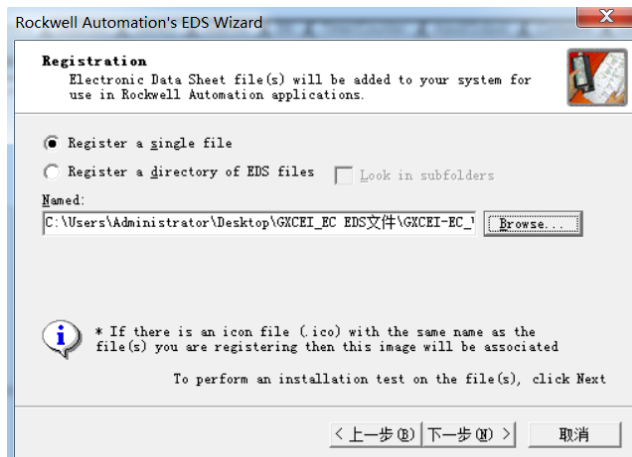 Rockwell Automation's EDS Wizard
Registration
Electronic Data Sheet file(s) will be added to your system for
use in Rockwell Automation applications.
Register a single file
Register a directory of EDS files Look in subfolders
Named:
C:\Users\Administrator\Desktop\GXCEI_EC EDS文件\GXCEI-EC_ Browse...
* If there is an icon file (.ico) with the same name as the
file(s) you are registering then this image will be associated
To perform an installation test on the file(s), click Next
< 上一步(B) 下一步(N) > 取消